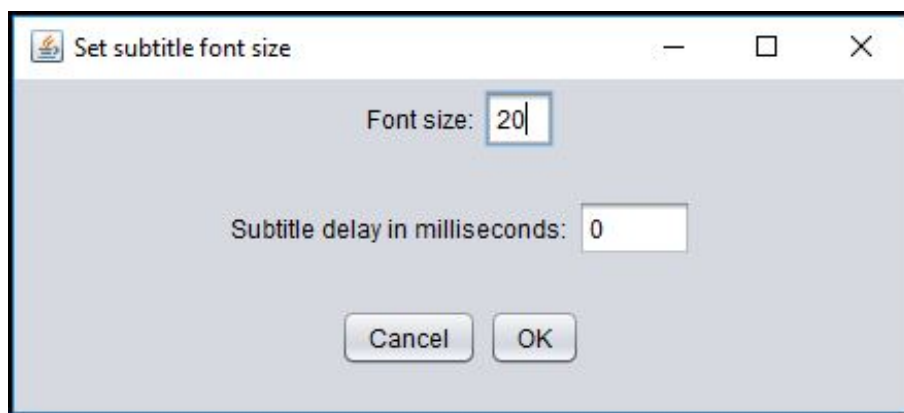 Set subtitle font size
Font size: 20
Subtitle delay in milliseconds: 0
Cancel OK